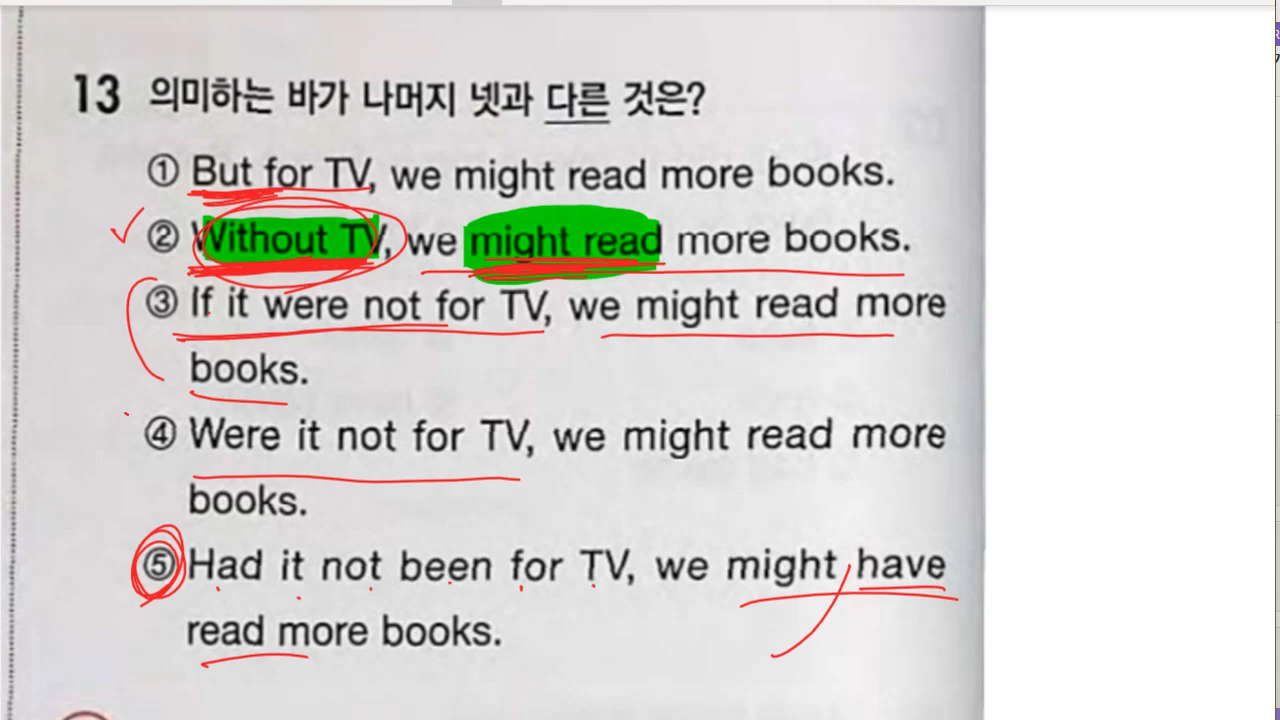 13 의미하는 바가 나머지 넷과 다른 것은?
① But for TV, we might read more books.
② Without TV, we might read more books.
③ If it were not for TV, we might read more
books.
④ Were it not for TV, we might read more
books.
⑤ Had it not been for TV, we might have
read more books.